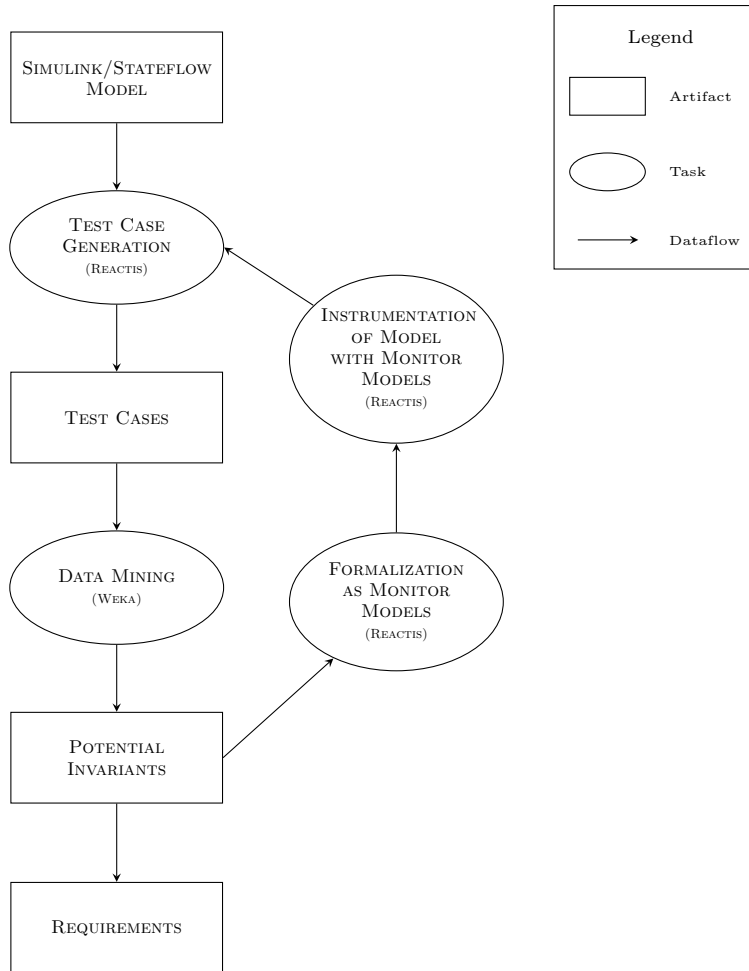 Simulink/Stateflow
Model
Test Case
Generation
(Reactis)
Test Cases
Data Mining
(Weka)
Potential
Invariants
Requirements
Instrumentation
of Model
with Monitor
Models
(Reactis)
Formalization
as Monitor
Models
(Reactis)
Legend
Artifact
Task
Dataflow